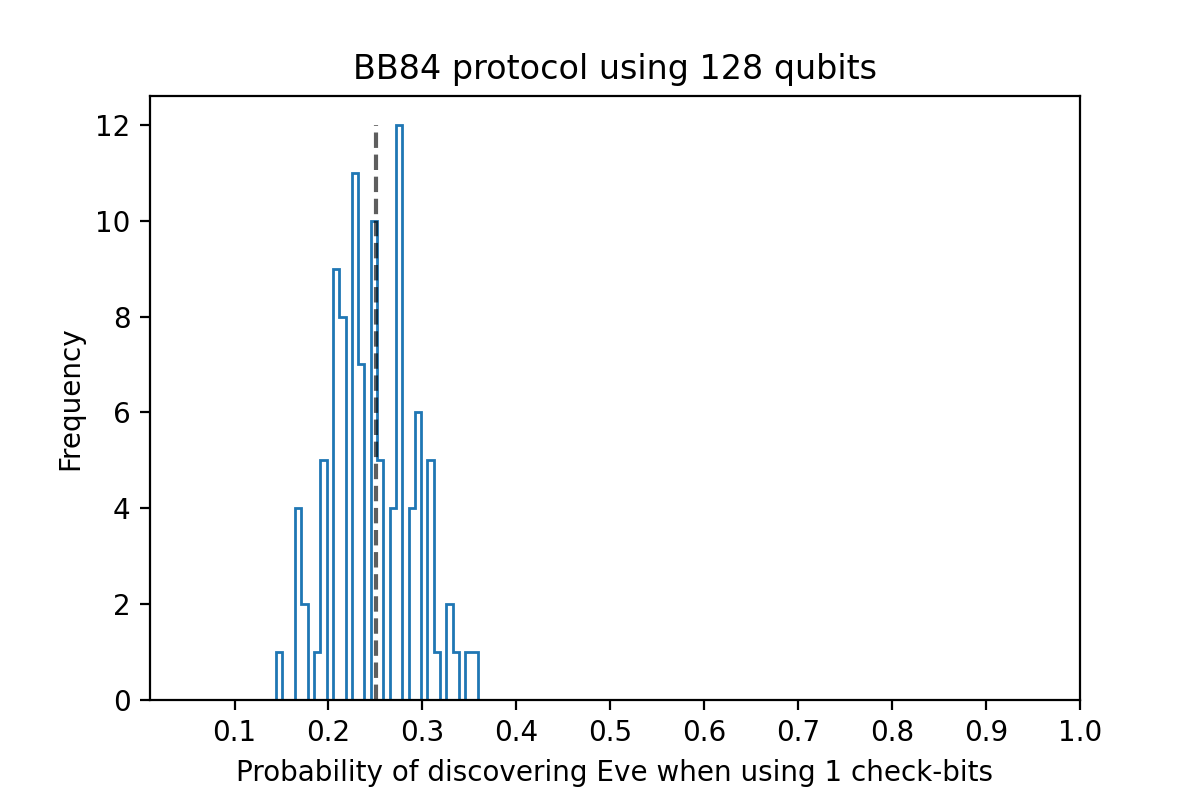 BB84 protocol using 128 qubits
12
10
8
6
4
2
0
Frequency
0.1 0.2 0.3 0.4 0.5 0.6 0.7 0.8 0.9 1.0
Probability of discovering Eve when using 1 check-bits